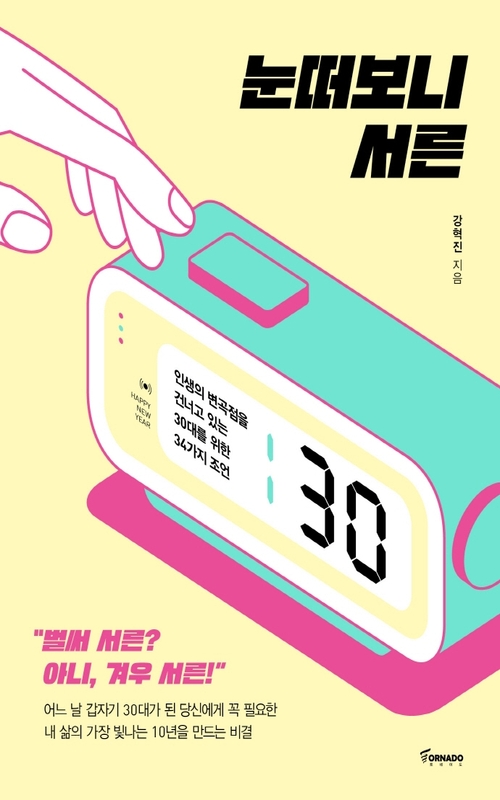 눈떠보니
서른
강혁진 지음
HAPPY
NEW
YEAR
인생의 변곡점을
건너고 있는
30대를 위한
34가지 조언
30
"벌써 서른?
아니, 겨우 서른!"
어느 날 갑자기 30대가 된 당신에게 꼭 필요한
내 삶의 가장 빛나는 10년을 만드는 비결
TORNADO
토네이도